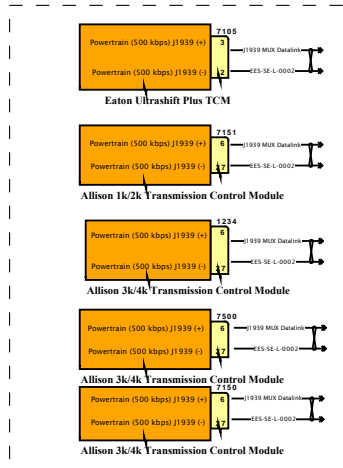 7105
Powertrain (500 kbps) J1939 (+) 3 J1939 MUX Datalink
Powertrain (500 kbps) J1939 (-) 2 EES-SE-L-0002
Eaton Ultrashift Plus TCM
7151
Powertrain (500 kbps) J1939 (+) 6 J1939 MUX Datalink
Powertrain (500 kbps) J1939 (-) 27 EES-SE-L-0002
Allison 1k/2k Transmission Control Module
1234
Powertrain (500 kbps) J1939 (+) 6 J1939 MUX Datalink
Powertrain (500 kbps) J1939 (-) 27 EES-SE-L-0002
Allison 3k/4k Transmission Control Module
7500
Powertrain (500 kbps) J1939 (+) 6 J1939 MUX Datalink
Powertrain (500 kbps) J1939 (-) 27 EES-SE-L-0002
Allison 3k/4k Transmission Control Module
7150
Powertrain (500 kbps) J1939 (+) 6 J1939 MUX Datalink
Powertrain (500 kbps) J1939 (-) 27 EES-SE-L-0002
Allison 3k/4k Transmission Control Module